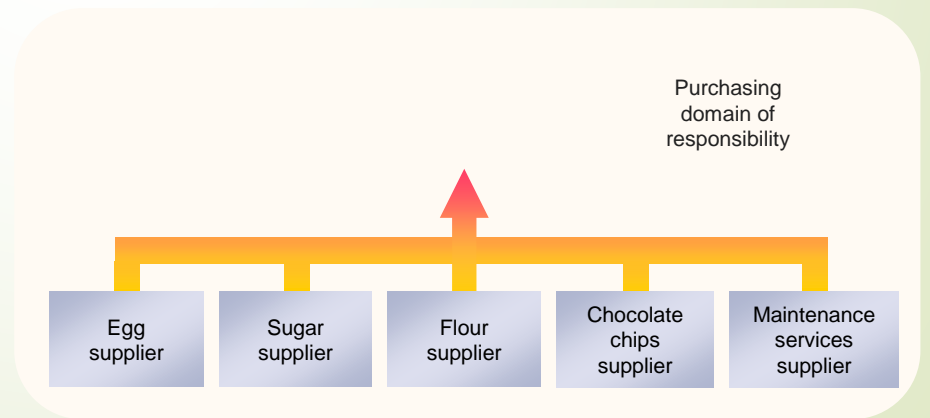 Purchasing
domain of
responsibility
Egg
supplier
Sugar
supplier
Flour
supplier
Chocolate
chips
supplier
Maintenance
services
supplier